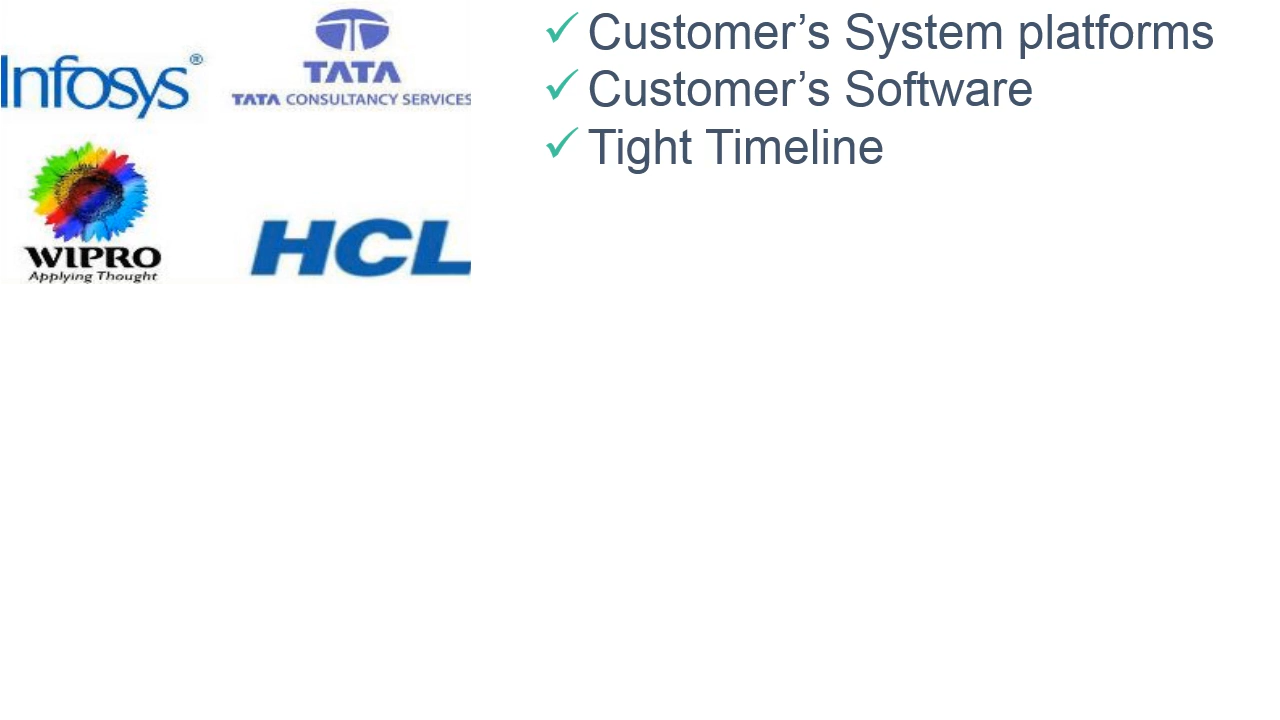 Infosys®
TATA
TATA CONSULTANCY SERVICES
WIPRO
Applying Thought
HCL
Customer’s System platforms
Customer’s Software
Tight Timeline